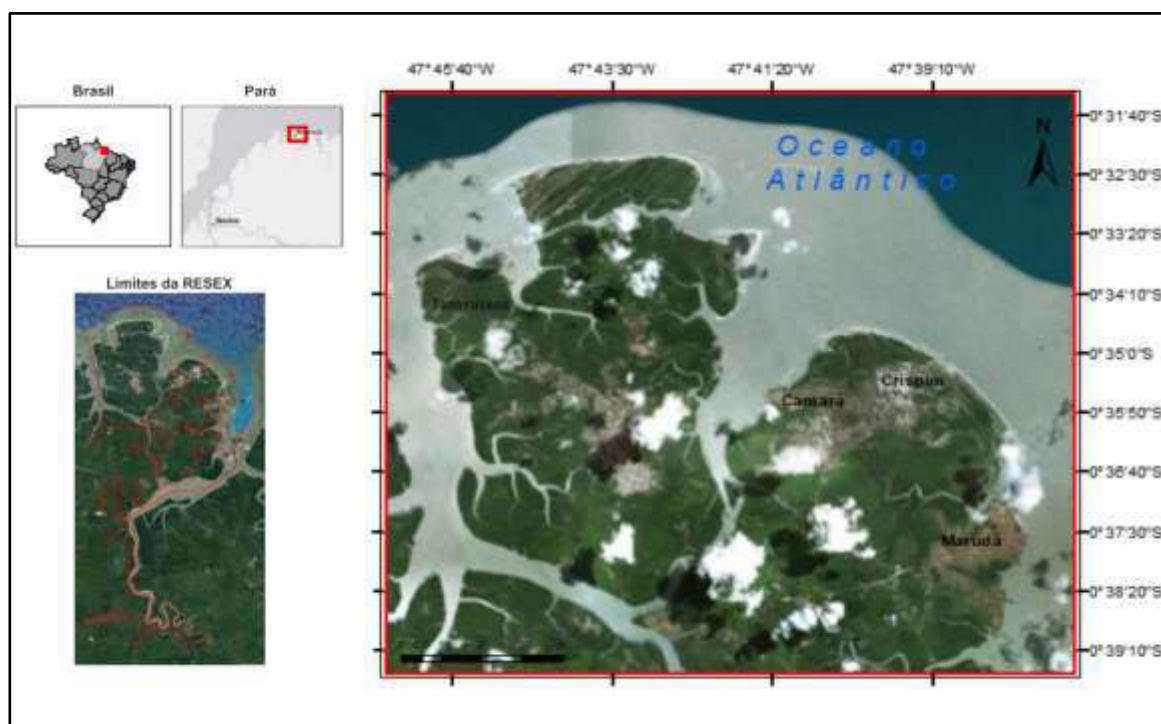 Brasil
Pará
Limites da RESEX
47°45'40"W
47°43'30"W
47°41'20"W
47°39'10"W
0°31'40"S
0°32'30"S
0°33'20"S
0°34'10"S
0°35'0"S
0°35'50"S
0°36'40"S
0°37'30"S
0°38'20"S
0°39'10"S
N
Oceano
Atlântico
Crispim
Camará
Marudá